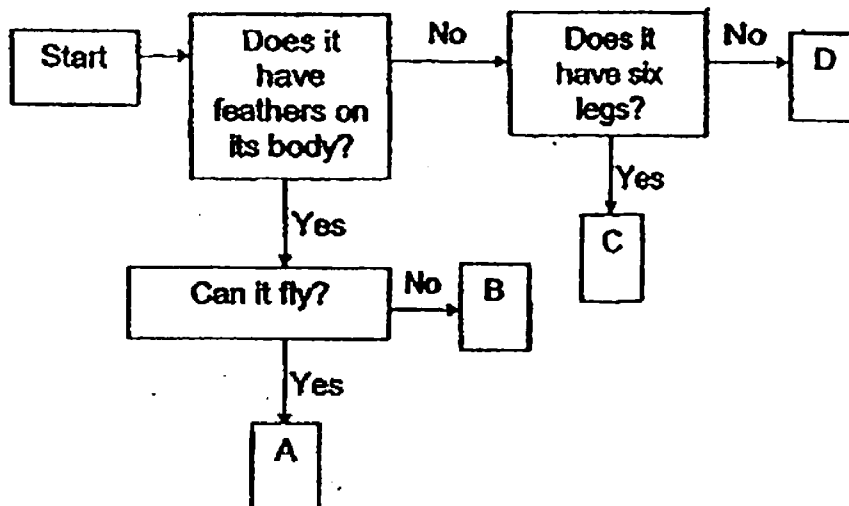 Start
Does it
have
feathers on
its body?
No
Does it
have six
legs?
No
D
Yes
C
Yes
Can it fly?
No
B
Yes
A